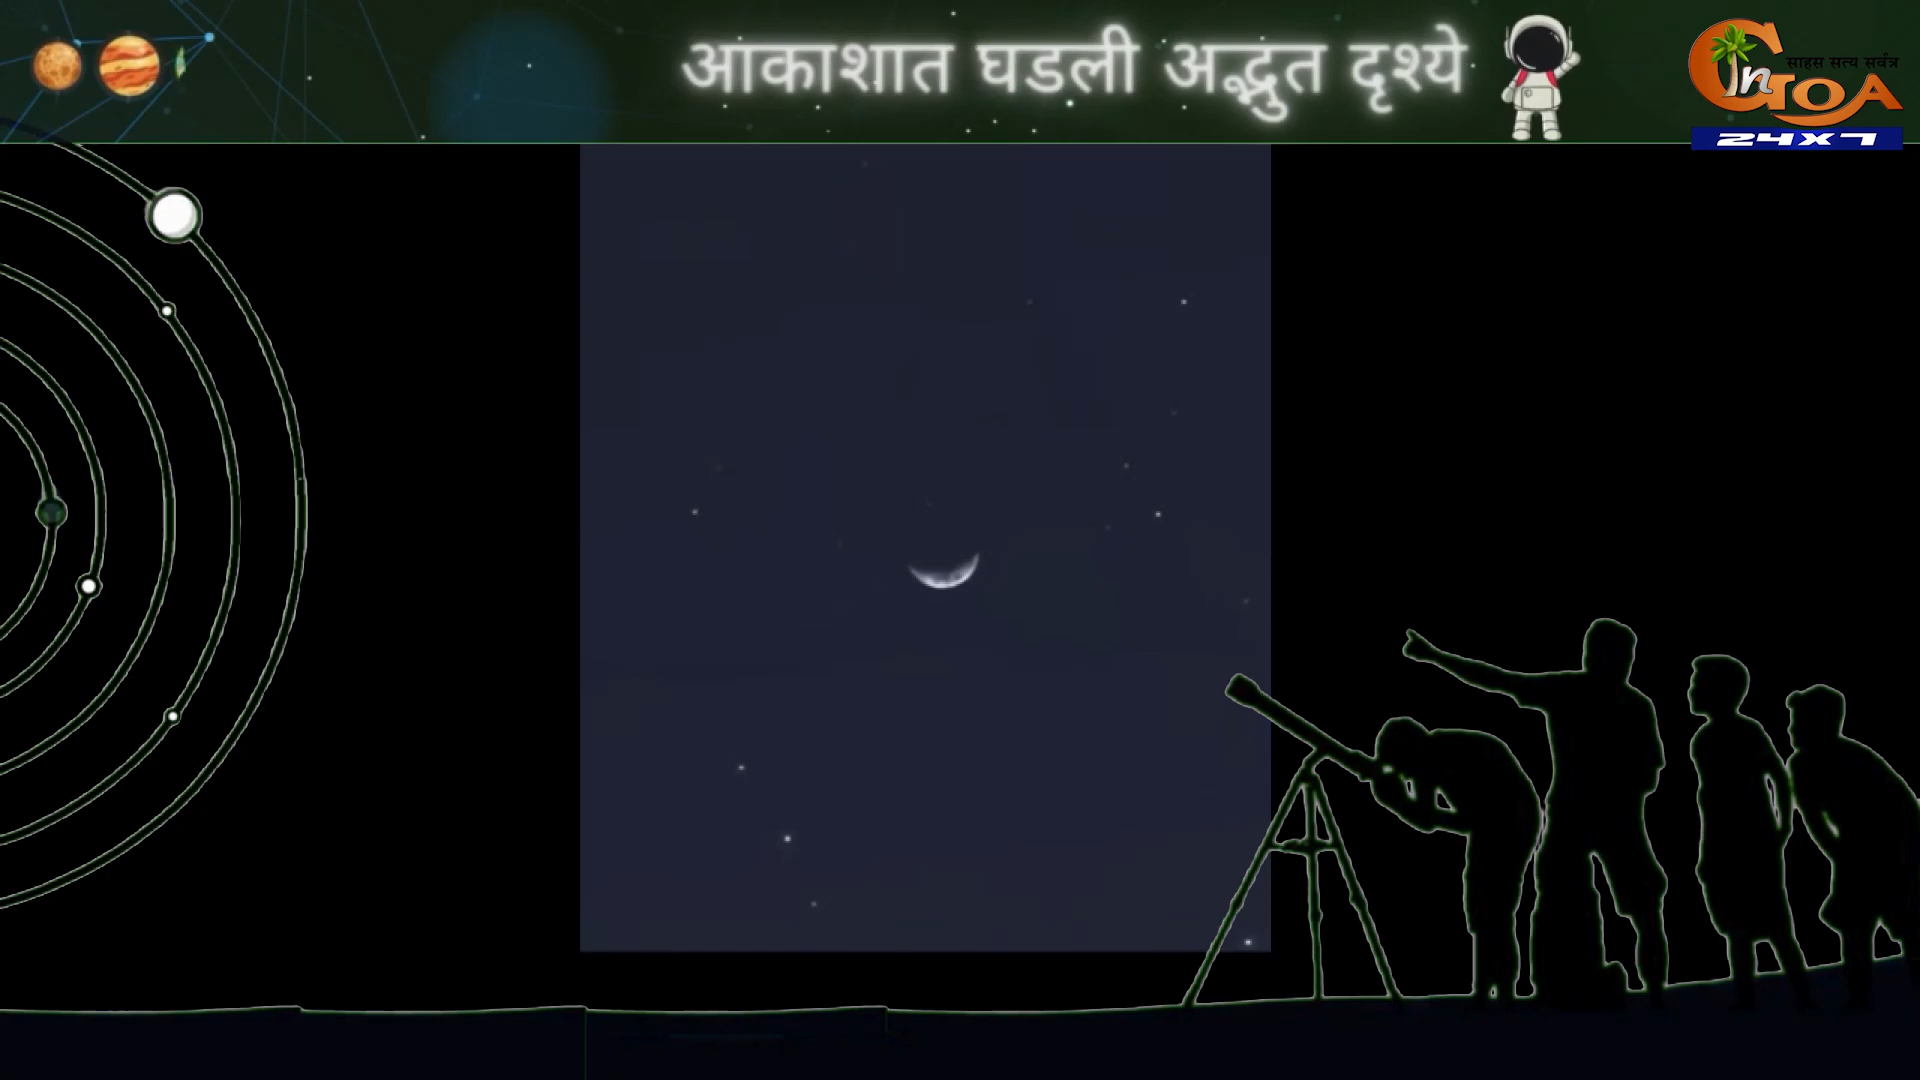 आकाशात घडली अद्भुत दृश्ये
साहस सत्य सर्वत्र
In GOA
24X7